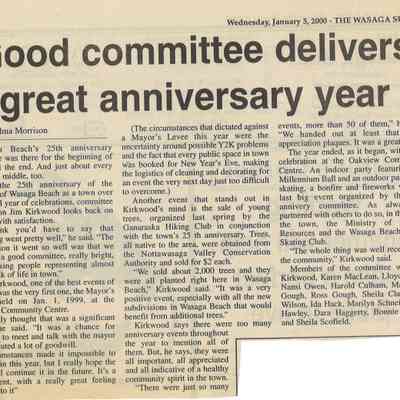 Wednesday, January 5, 2000 - THE WASAGA S
Good committee delivers
great anniversary year
Morrison
Beach's 25th anniversary
was there for the beginning of
the end. And just about every
middle, too.
the 25th anniversary of the
of Wasaga Beach as a town over
year of celebrations, committee
on Jim Kirkwood looks back on
with satisfaction.
you'd have to say that
went pretty well," he said. "The
on it went so well was that we
a good committee, really bright,
ing people representing almost
k of life in town."
Kirkwood, one of the best events of
was the very first one, the Mayor's
ield on Jan. 1, 1999, at the
Community Centre.
ly thought that was a significant
he said. "It was a chance for
to meet and talk with the mayor
ated a lot of goodwill.
umstances made it impossible to
in this year, but I really hope the
l continue it in the future. It's a
ent, with a really great feeling
to it"
(The circumstances that dictated against
a Mayor's Levee this year were the
uncertainty around possible Y2K problems
and the fact that every public space in town
was booked for New Year's Eve, making
the logistics of cleaning and decorating for
an event the very next day just too difficult
to overcome.)
Another event that stands out in
Kirkwood's mind is the sale of young
trees, organized last spring by the
Ganaraska Hiking Club in conjunction
with the town's 25 th anniversary. Trees,
all native to the area, were obtained from
the Nottawasaga Valley Conservation
Authority and sold for $2 each.
"We sold about 2,000 trees and they
were all planted right here in Wasaga
Beach," Kirkwood said. "It was a very
positive event, especially with all the new
subdivisions in Wasaga Beach that would
benefit from additional trees."
Kirkwood says there were too many
anniversary events throughout
the year to mention all of
them. But, he says, they were
all important, all appreciated
and all indicative of a healthy
community spirit in the town.
"There were just so many
events, more than 50 of them,"
"We handed out at least that
appreciation plaques. It was a great
The year ended, as it began, with
celebration at the Oakview Com
Centre. An indoor party featur
Millennium Ball and an outdoor pa
skating, a bonfire and fireworks
last big event organized by th
anniversary committee. As alwa
partnered with others to do so, in th
the town, the Ministry of
Resources and the Wasaga Beach
Skating Club.
"The whole thing was well rec
the community," Kirkwood said.
Members of the committee w
Kirkwood, Karen MacLean, Lloyd
Nansi Owen, Harold Culham, M
Gough, Ross Gough, Sheila Cla
Wilson, Ida Hack, Marilyn Schnei
Hawley, Dara Haggerty, Bonnie
and Sheila Scofield.